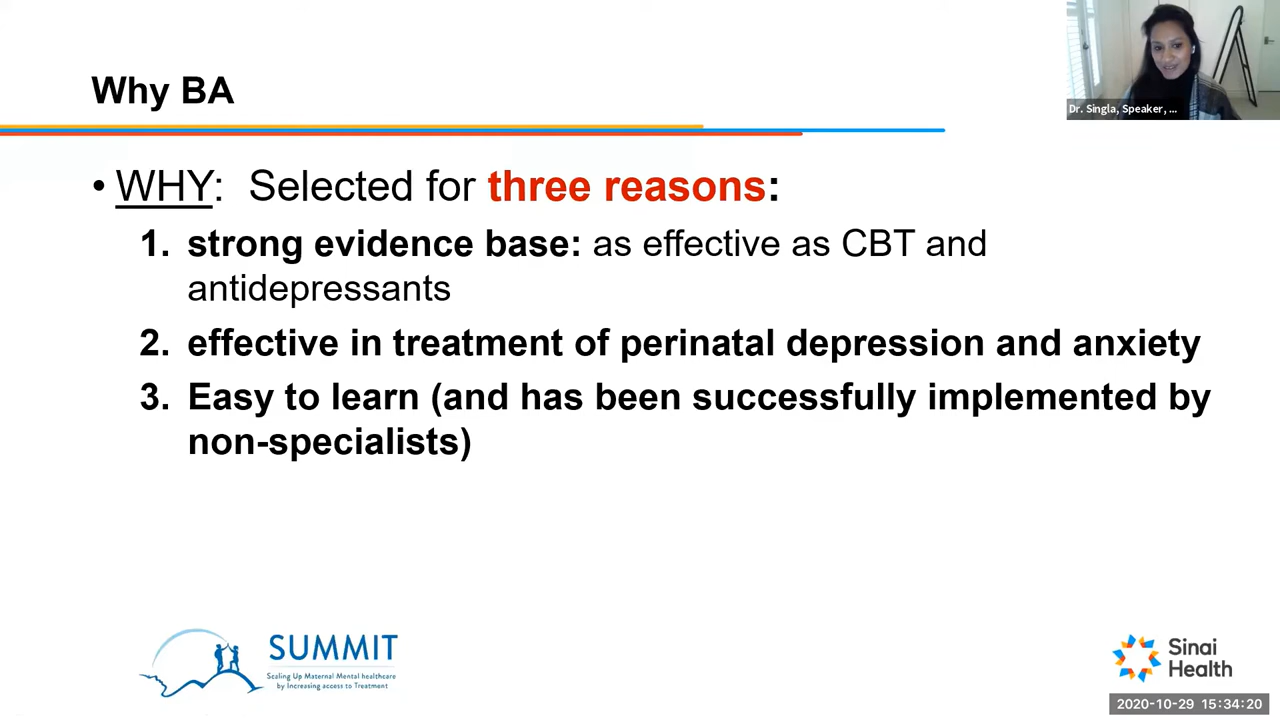 Why BA
Dr. Singla, Speaker, ...
• WHY: Selected for three reasons:
1. strong evidence base: as effective as CBT and
antidepressants
2. effective in treatment of perinatal depression and anxiety
3. Easy to learn (and has been successfully implemented by
non-specialists)
SUMMIT
Scaling Up Maternal Mental healthcare
by Increasing access to Treatment
Sinai
Health
2020-10-29 15:34:20